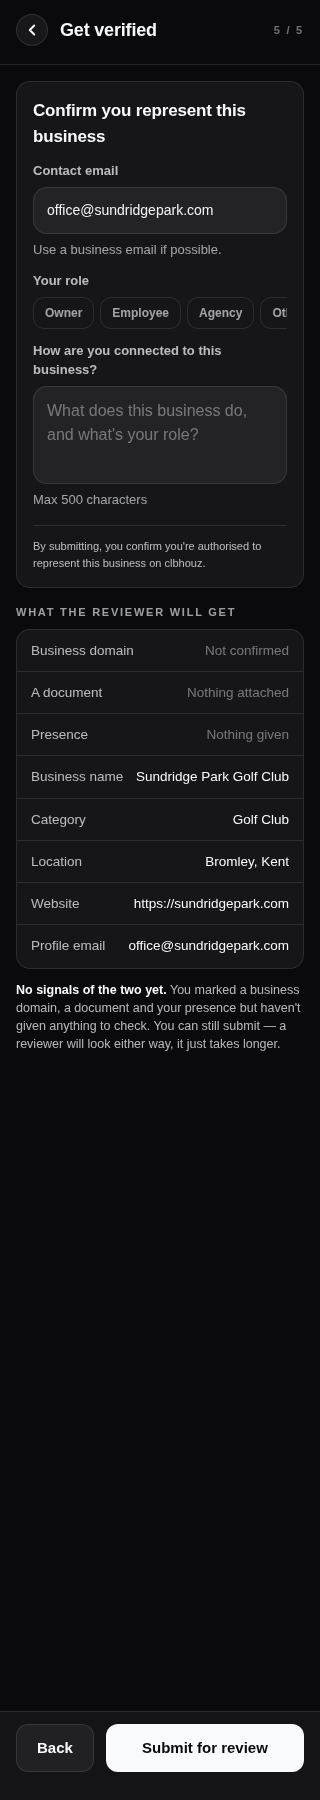 Get verified
5 / 5
Confirm you represent this
business
Contact email
office@sundridgepark.com
Use a business email if possible.
Your role
Owner Employee Agency
How are you connected to this
business?
What does this business do,
and what's your role?
Max 500 characters
By submitting, you confirm you're authorised to
represent this business on clbhouz.
WHAT THE REVIEWER WILL GET
Business domain Not confirmed
A document Nothing attached
Presence Nothing given
Business name Sundridge Park Golf Club
Category Golf Club
Location Bromley, Kent
Website https://sundridgepark.com
Profile email office@sundridgepark.com
No signals of the two yet. You marked a business
domain, a document and your presence but haven't
given anything to check. You can still submit — a
reviewer will look either way, it just takes longer.
Back Submit for review